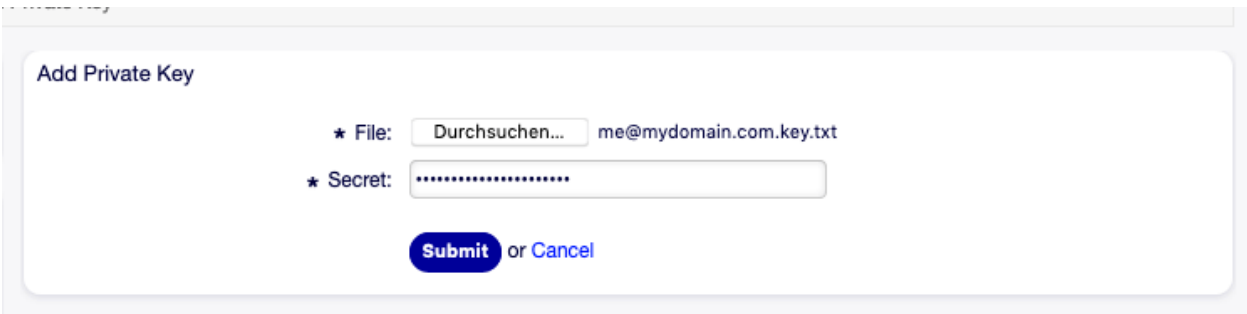 Add Private Key
★ File: Durchsuchen... me@mydomain.com.key.txt
★ Secret: ••••••••••••••••••••••
Submit or Cancel